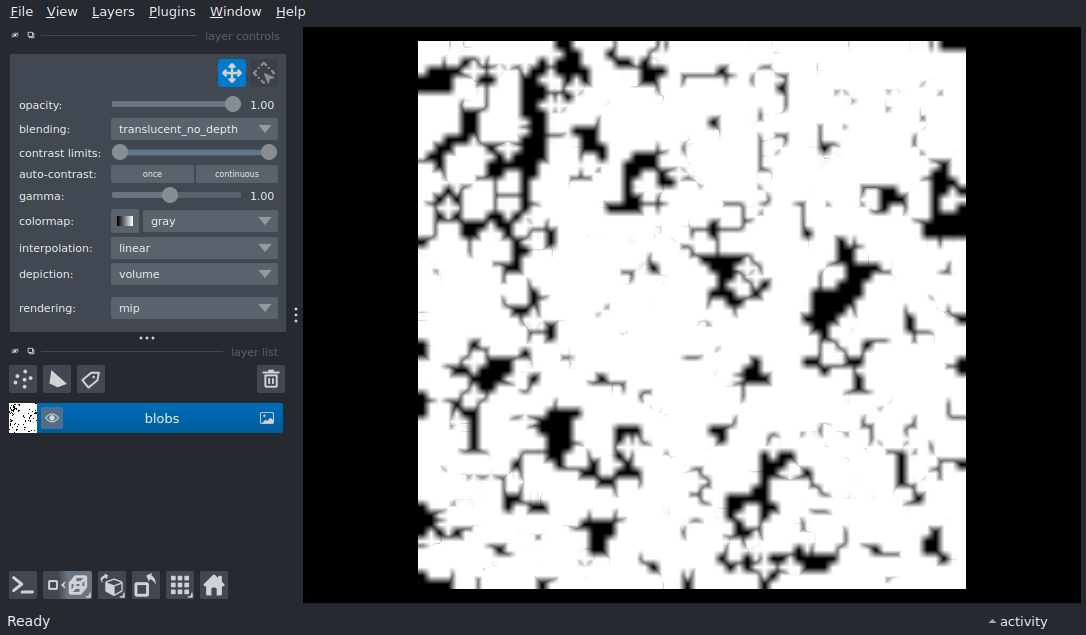 File View Layers Plugins Window Help
layer controls
opacity: 1.00
blending: translucent_no_depth
contrast limits:
auto-contrast: once continuous
gamma: 1.00
colormap: gray
interpolation: linear
depiction: volume
rendering: mip
layer list
blobs
Ready activity